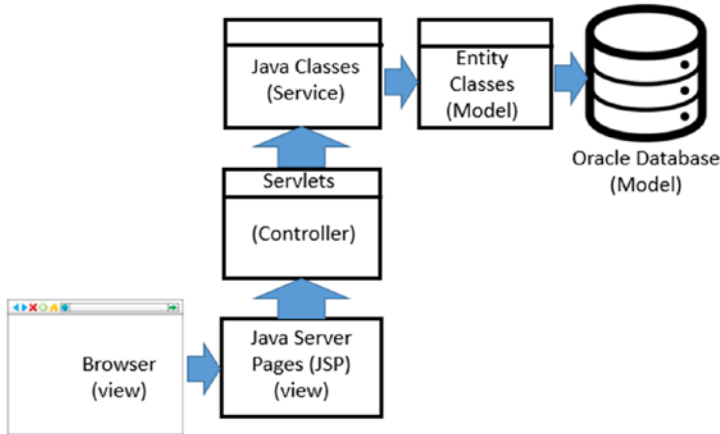 Java Classes
(Service)
Entity
Classes
(Model)
Oracle Database
(Model)
Servlets
(Controller)
Browser
(view)
Java Server
Pages (JSP)
(view)